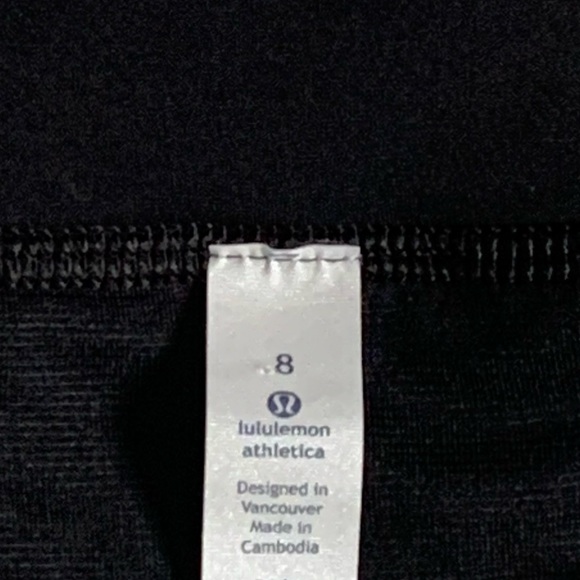 8
lululemon
athletica
Designed in
Vancouver
Made in
Cambodia